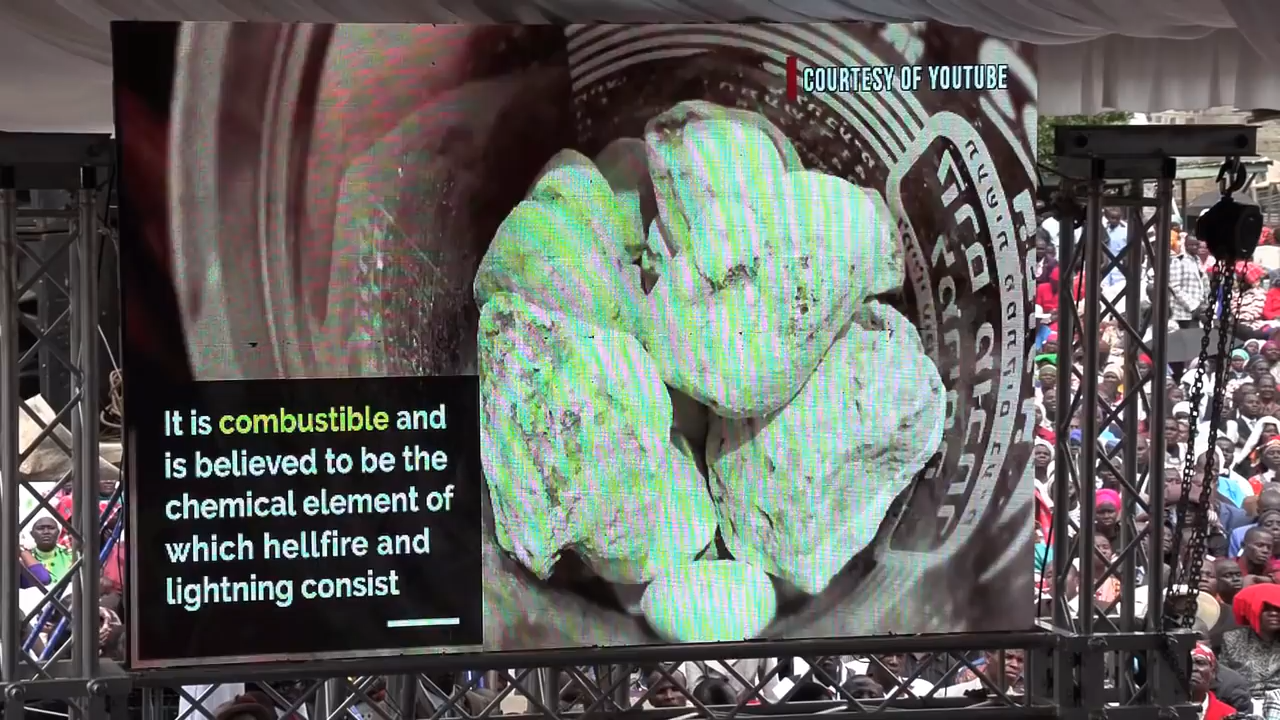 COURTESY OF YOUTUBE
It is combustible and
is believed to be the
chemical element of
which hellfire and
lightning consist